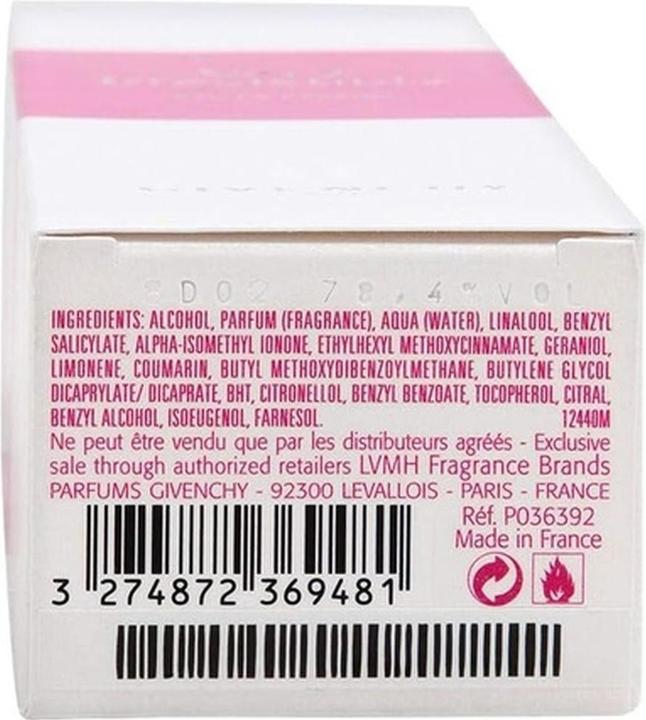 8D02 78,4%VOL
INGREDIENTS: ALCOHOL, PARFUM (FRAGRANCE), AQUA (WATER), LINALOOL, BENZYL
SALICYLATE, ALPHA-ISOMETHYL IONONE, ETHYLHEXYL METHOXYCINNAMATE, GERANIOL,
LIMONENE, COUMARIN, BUTYL METHOXYDIBENZOYLMETHANE, BUTYLENE GLYCOL
DICAPRYLATE/ DICAPRATE, BHT, CITRONELLOL, BENZYL BENZOATE, TOCOPHEROL, CITRAL,
BENZYL ALCOHOL, ISOEUGENOL, FARNESOL. 12440M
Ne peut être vendu que par les distributeurs agréés - Exclusive
sale through authorized retailers LVMH Fragrance Brands
PARFUMS GIVENCHY - 92300 LEVALLOIS - PARIS - FRANCE
Réf. P036392
Made in France
3 274872 369481